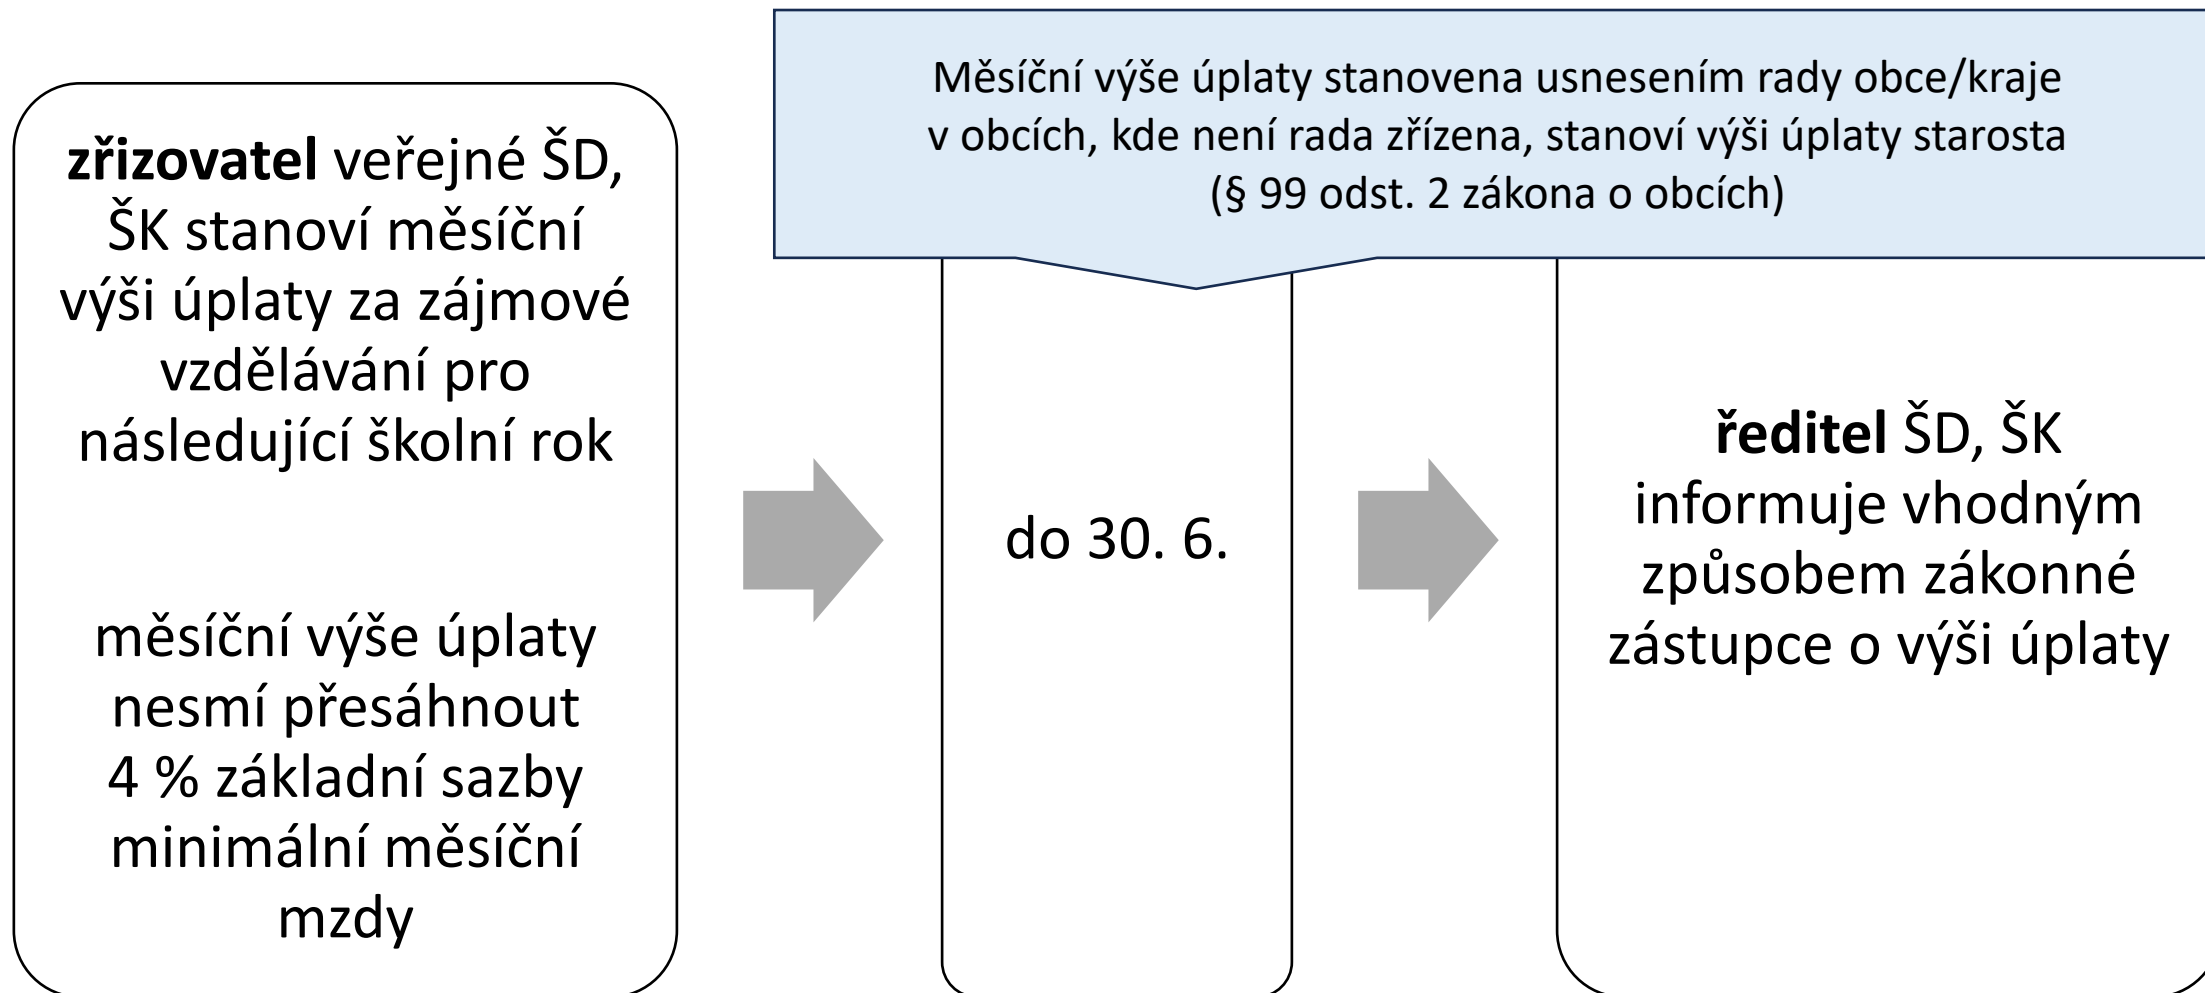 Měsíční výše úplaty stanovena usnesením rady obce/kraje
v obcích, kde není rada zřízena, stanoví výši úplaty starosta
(§ 99 odst. 2 zákona o obcích)
zřizovatel veřejné ŠD,
ŠK stanoví měsíční
výši úplaty za zájmové
vzdělávání pro
následující školní rok
měsíční výše úplaty
nesmí přesáhnout
4 % základní sazby
minimální měsíční
mzdy
do 30. 6.
ředitel ŠD, ŠK
informuje vhodným
způsobem zákonné
zástupce o výši úplaty